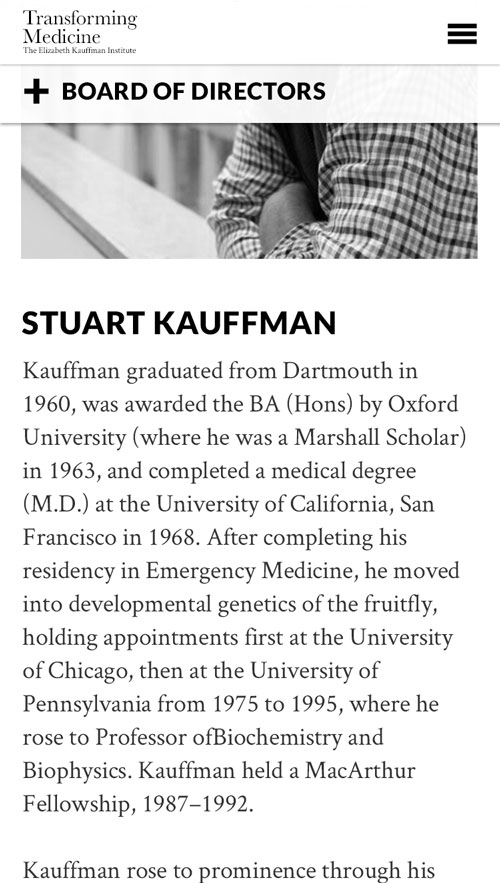 Transforming
Medicine
The Elizabeth Kauffman Institute
BOARD OF DIRECTORS
STUART KAUFFMAN
Kauffman graduated from Dartmouth in
1960, was awarded the BA (Hons) by Oxford
University (where he was a Marshall Scholar)
in 1963, and completed a medical degree
(M.D.) at the University of California, San
Francisco in 1968. After completing his
residency in Emergency Medicine, he moved
into developmental genetics of the fruitfly,
holding appointments first at the University
of Chicago, then at the University of
Pennsylvania from 1975 to 1995, where he
rose to Professor ofBiochemistry and
Biophysics. Kauffman held a MacArthur
Fellowship, 1987–1992.
Kauffman rose to prominence through his